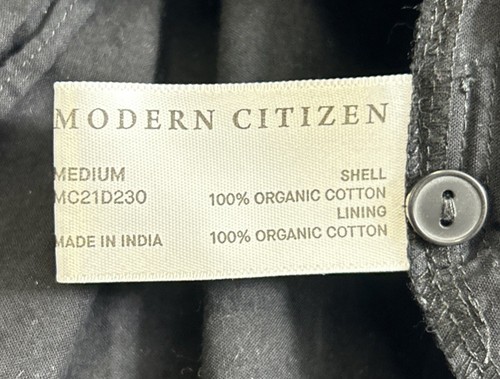 MODERN CITIZEN
MEDIUM
MC21D230
MADE IN INDIA
SHELL
100% ORGANIC COTTON
LINING
100% ORGANIC COTTON